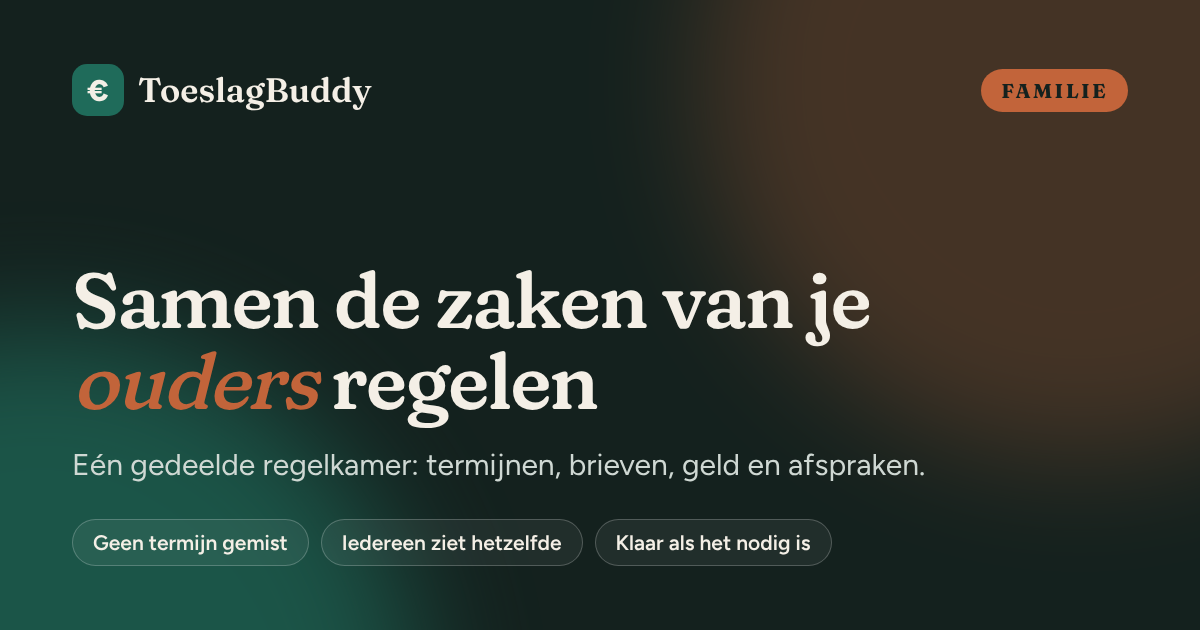 € ToeslagBuddy
FAMILIE
Samen de zaken van je
ouders regelen
Eén gedeelde regelkamer: termijnen, brieven, geld en afspraken.
Geen termijn gemist
Iedereen ziet hetzelfde
Klaar als het nodig is